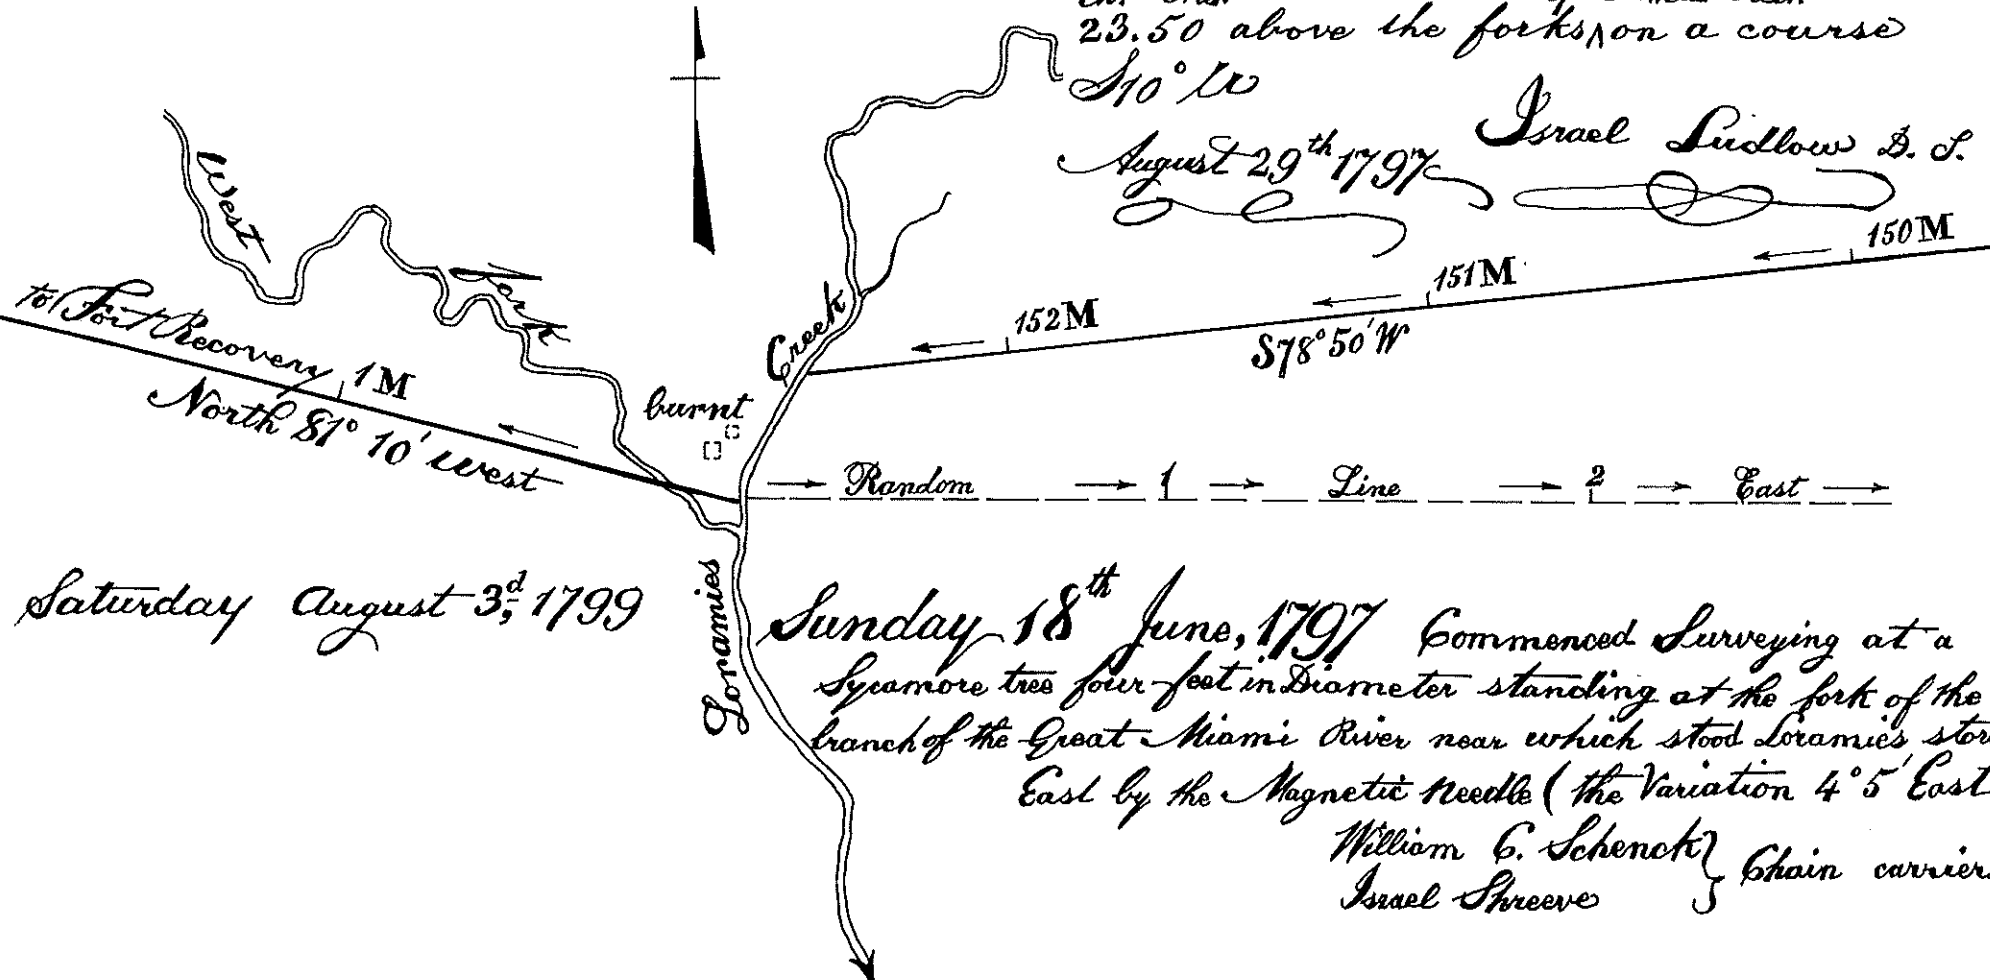 23.50 above the forks, on a course
S10° W
August 29th 1797
Israel Ludlow D. S.
West
Fork
Creek
150M
151M
152M
S78°50'W
to Fort Recovery
1M
North 81° 10' West
burnt
Random 1 Line 2 East
Loramies
Saturday August 3d, 1799
Sunday 18th June, 1797 Commenced Surveying at a
Sycamore tree four feet in Diameter standing at the fork of the
branch of the Great Miami River near which stood Loramies stor
East by the Magnetic Needle (the Variation 4°5' East
William C. Schenck
Israel Shreeve
} Chain carrier